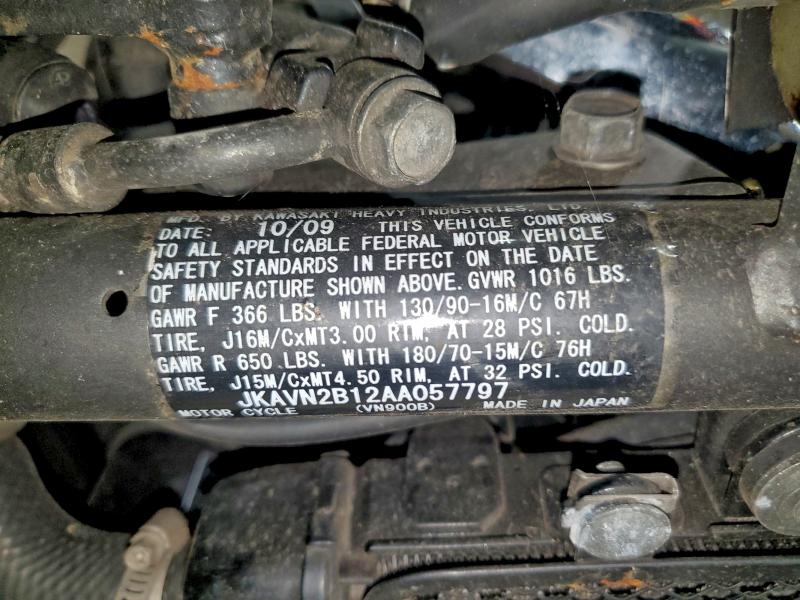 MFD. BY KAWASAKI HEAVY INDUSTRIES, LTD.
DATE: 10/09 THIS VEHICLE CONFORMS
TO ALL APPLICABLE FEDERAL MOTOR VEHICLE
SAFETY STANDARDS IN EFFECT ON THE DATE
OF MANUFACTURE SHOWN ABOVE. GVWR 1016 LBS.
GAWR F 366 LBS. WITH 130/90-16M/C 67H
TIRE, J16M/CxMT3.00 RIM, AT 28 PSI. COLD.
GAWR R 650 LBS. WITH 180/70-15M/C 76H
TIRE, J15M/CxMT4.50 RIM, AT 32 PSI. COLD.
JKAVN2B12AA057797
MOTOR CYCLE (VN900B) MADE IN JAPAN